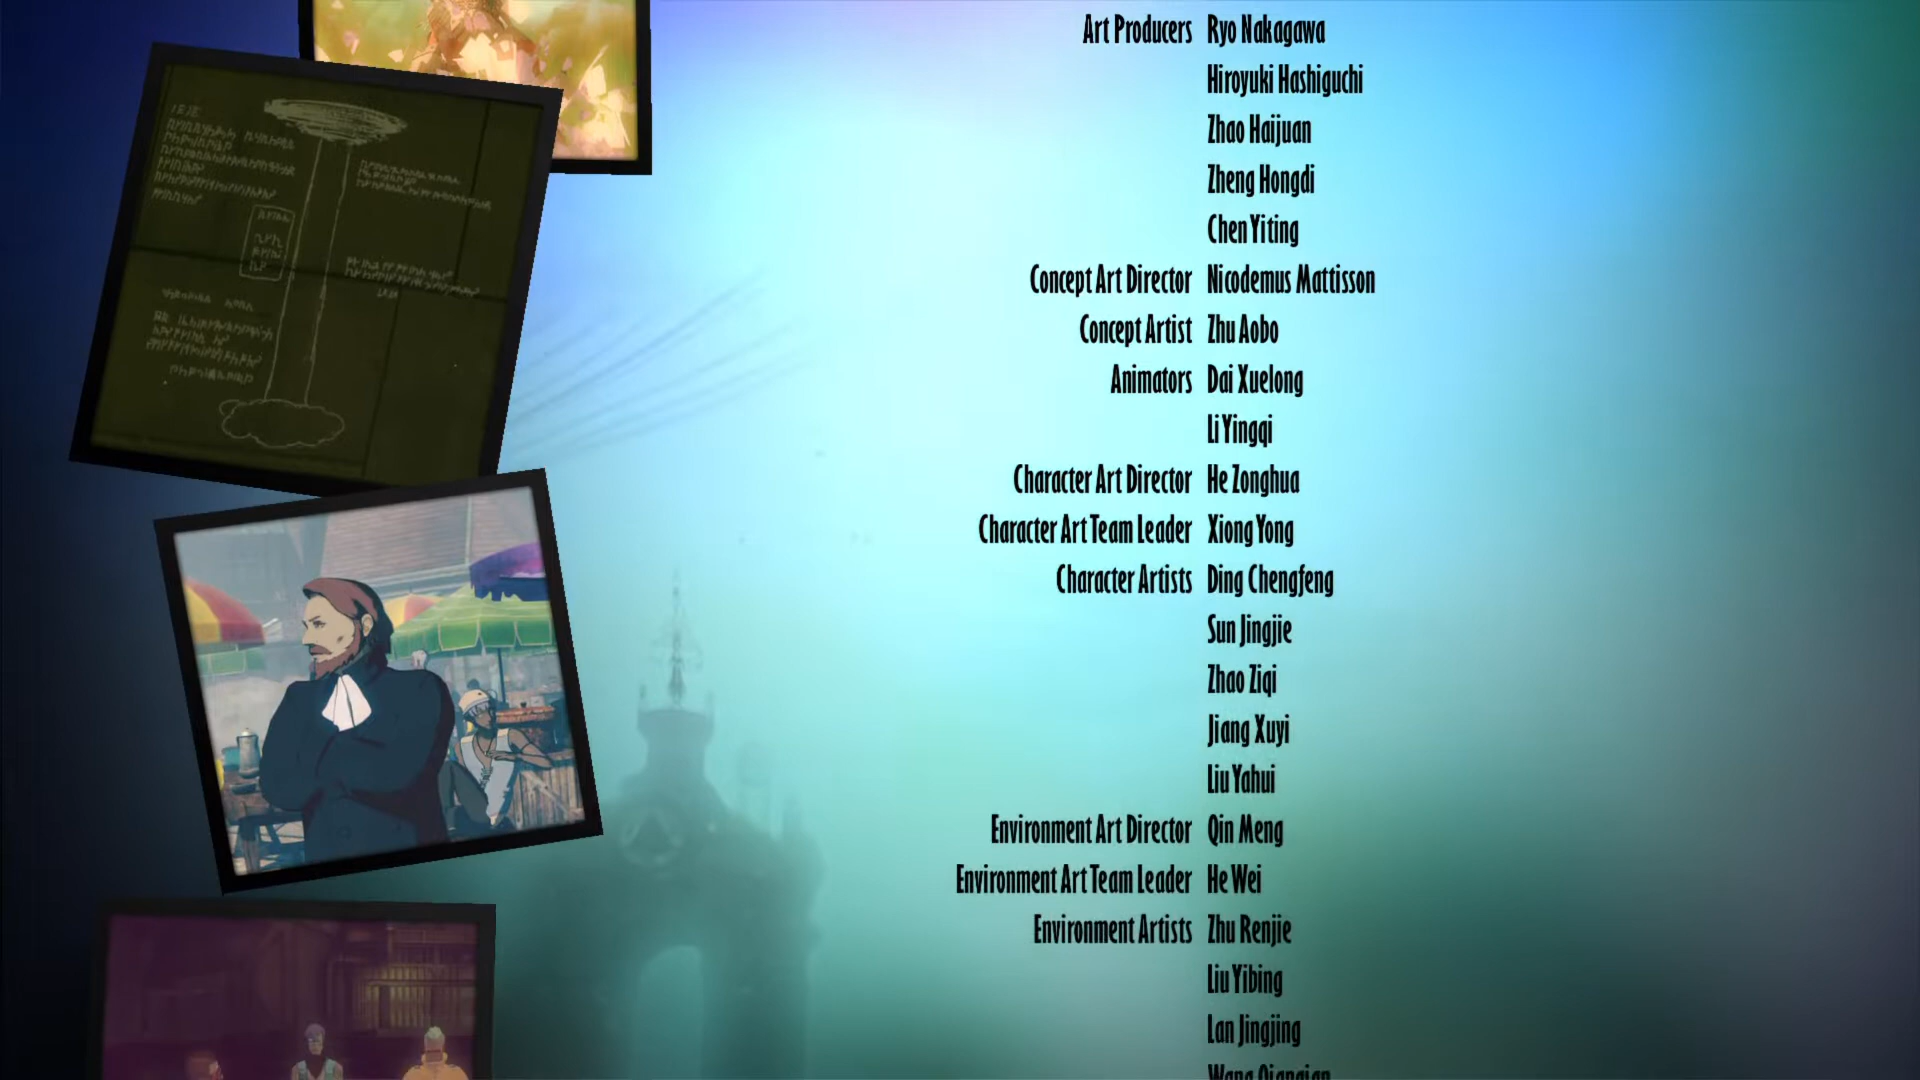 Art Producers Ryo Nakagawa
Hiroyuki Hashiguchi
Zhao Haijuan
Zheng Hongdi
Chen Yiting
Concept Art Director Nicodemus Mattisson
Concept Artist Zhu Aobo
Animators Dai Xuelong
Li Yingqi
Character Art Director He Zonghua
Character Art Team Leader Xiong Yong
Character Artists Ding Chengfeng
Sun Jingjie
Zhao Ziqi
Jiang Xuyi
Liu Yahui
Environment Art Director Qin Meng
Environment Art Team Leader He Wei
Environment Artists Zhu Renjie
Liu Yibing
Lan Jingjing